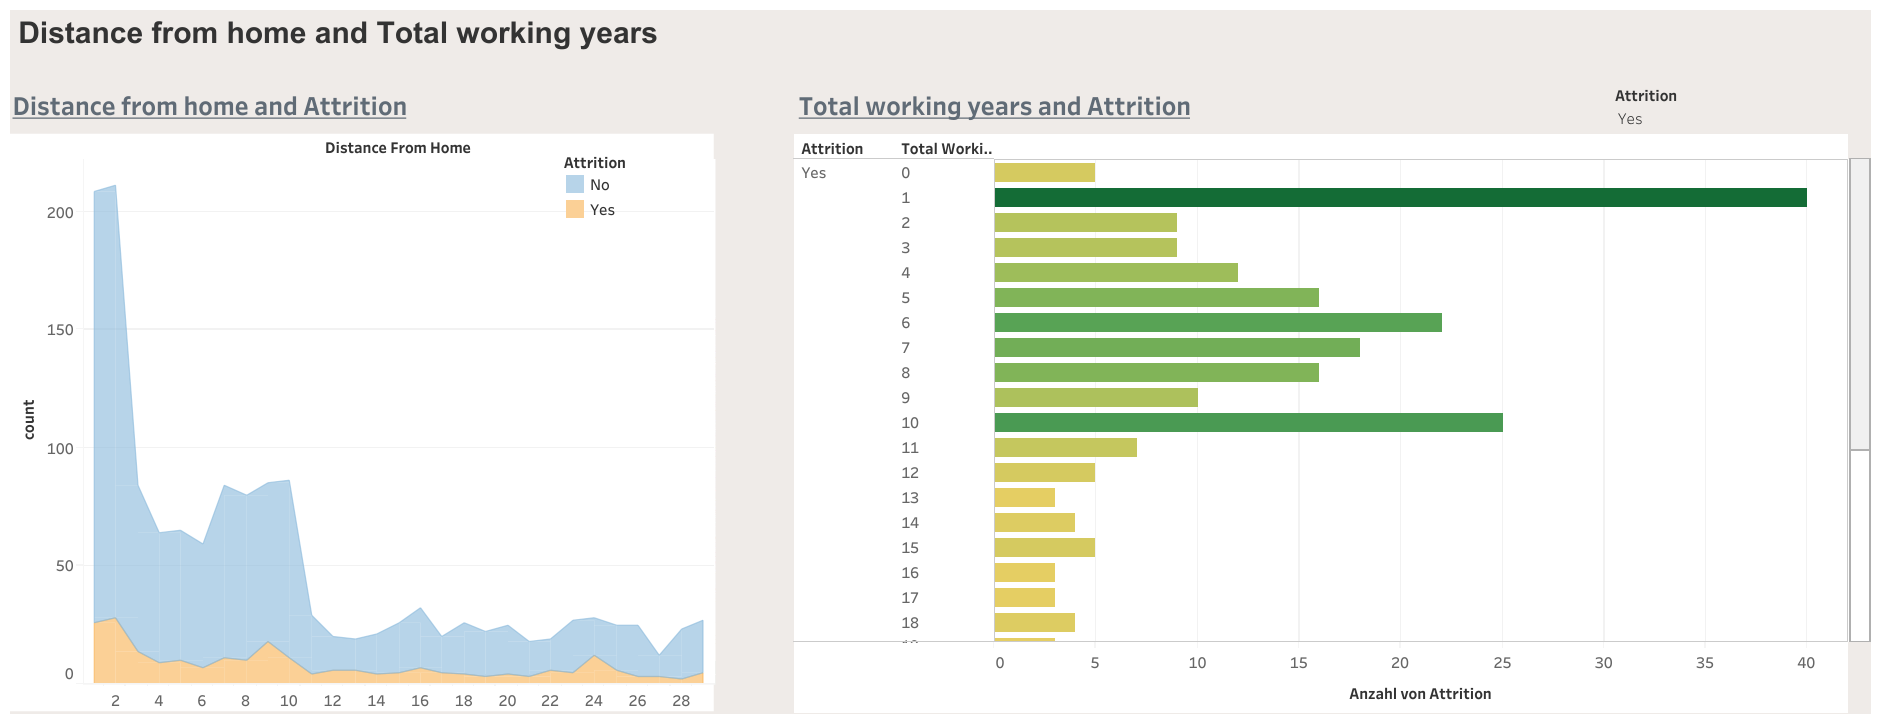 Distance from home and Total working years
Distance from home and Attrition
Distance From Home
Attrition
No
Yes
count
200
150
100
50
0
2 4 6 8 10 12 14 16 18 20 22 24 26 28
Total working years and Attrition
Attrition
Yes
Attrition Total Worki..
Yes 0
1
2
3
4
5
6
7
8
9
10
11
12
13
14
15
16
17
18
0 5 10 15 20 25 30 35 40
Anzahl von Attrition